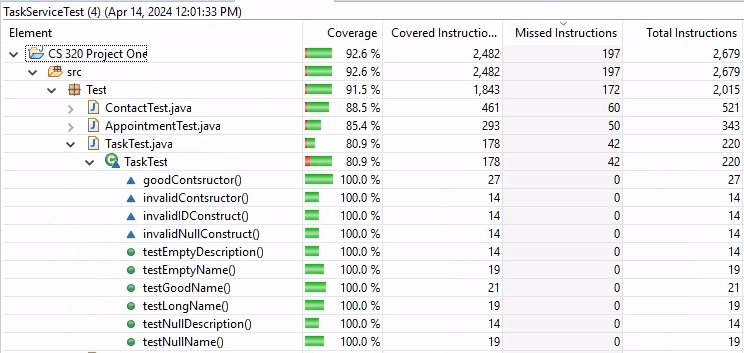 TaskServiceTest (4) (Apr 14, 2024 12:01:33 PM)
Element Coverage Covered Instructio... Missed Instructions Total Instructions
CS 320 Project One 92.6 % 2,482 197 2,679
src 92.6 % 2,482 197 2,679
Test 91.5 % 1,843 172 2,015
ContactTest.java 88.5 % 461 60 521
AppointmentTest.java 85.4 % 293 50 343
TaskTest.java 80.9 % 178 42 220
TaskTest 80.9 % 178 42 220
goodContsructor() 100.0 % 27 0 27
invalidContsructor() 100.0 % 14 0 14
invalidIDConstruct() 100.0 % 14 0 14
invalidNullConstruct() 100.0 % 14 0 14
testEmptyDescription() 100.0 % 14 0 14
testEmptyName() 100.0 % 19 0 19
testGoodName() 100.0 % 21 0 21
testLongName() 100.0 % 19 0 19
testNullDescription() 100.0 % 14 0 14
testNullName() 100.0 % 19 0 19